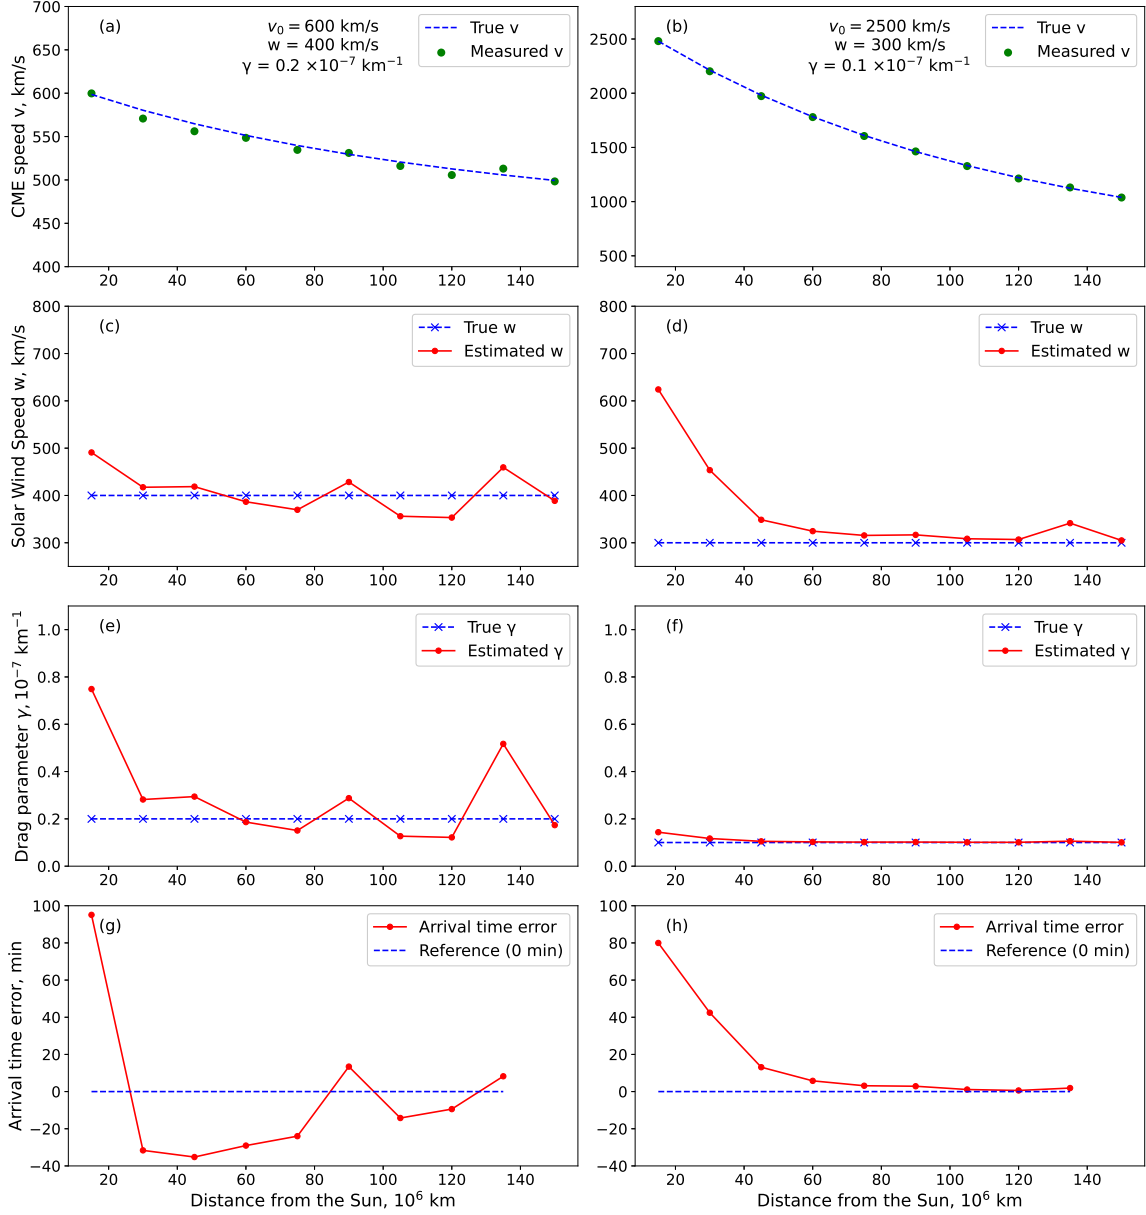 CME speed v, km/s
700
650
600
550
500
450
400
(a)
v₀ = 600 km/s
w = 400 km/s
γ = 0.2 ×10⁻⁷ km⁻¹
True v
Measured v
20 40 60 80 100 120 140
2500
2000
1500
1000
500
(b)
v₀ = 2500 km/s
w = 300 km/s
γ = 0.1 ×10⁻⁷ km⁻¹
True v
Measured v
20 40 60 80 100 120 140
Solar Wind Speed w, km/s
800
700
600
500
400
300
(c)
True w
Estimated w
20 40 60 80 100 120 140
800
700
600
500
400
300
(d)
True w
Estimated w
20 40 60 80 100 120 140
Drag parameter γ, 10⁻⁷ km⁻¹
1.0
0.8
0.6
0.4
0.2
0.0
(e)
True γ
Estimated γ
20 40 60 80 100 120 140
1.0
0.8
0.6
0.4
0.2
0.0
(f)
True γ
Estimated γ
20 40 60 80 100 120 140
Arrival time error, min
100
80
60
40
20
0
−20
−40
(g)
Arrival time error
Reference (0 min)
20 40 60 80 100 120 140
Distance from the Sun, 10⁶ km
100
80
60
40
20
0
−20
−40
(h)
Arrival time error
Reference (0 min)
20 40 60 80 100 120 140
Distance from the Sun, 10⁶ km